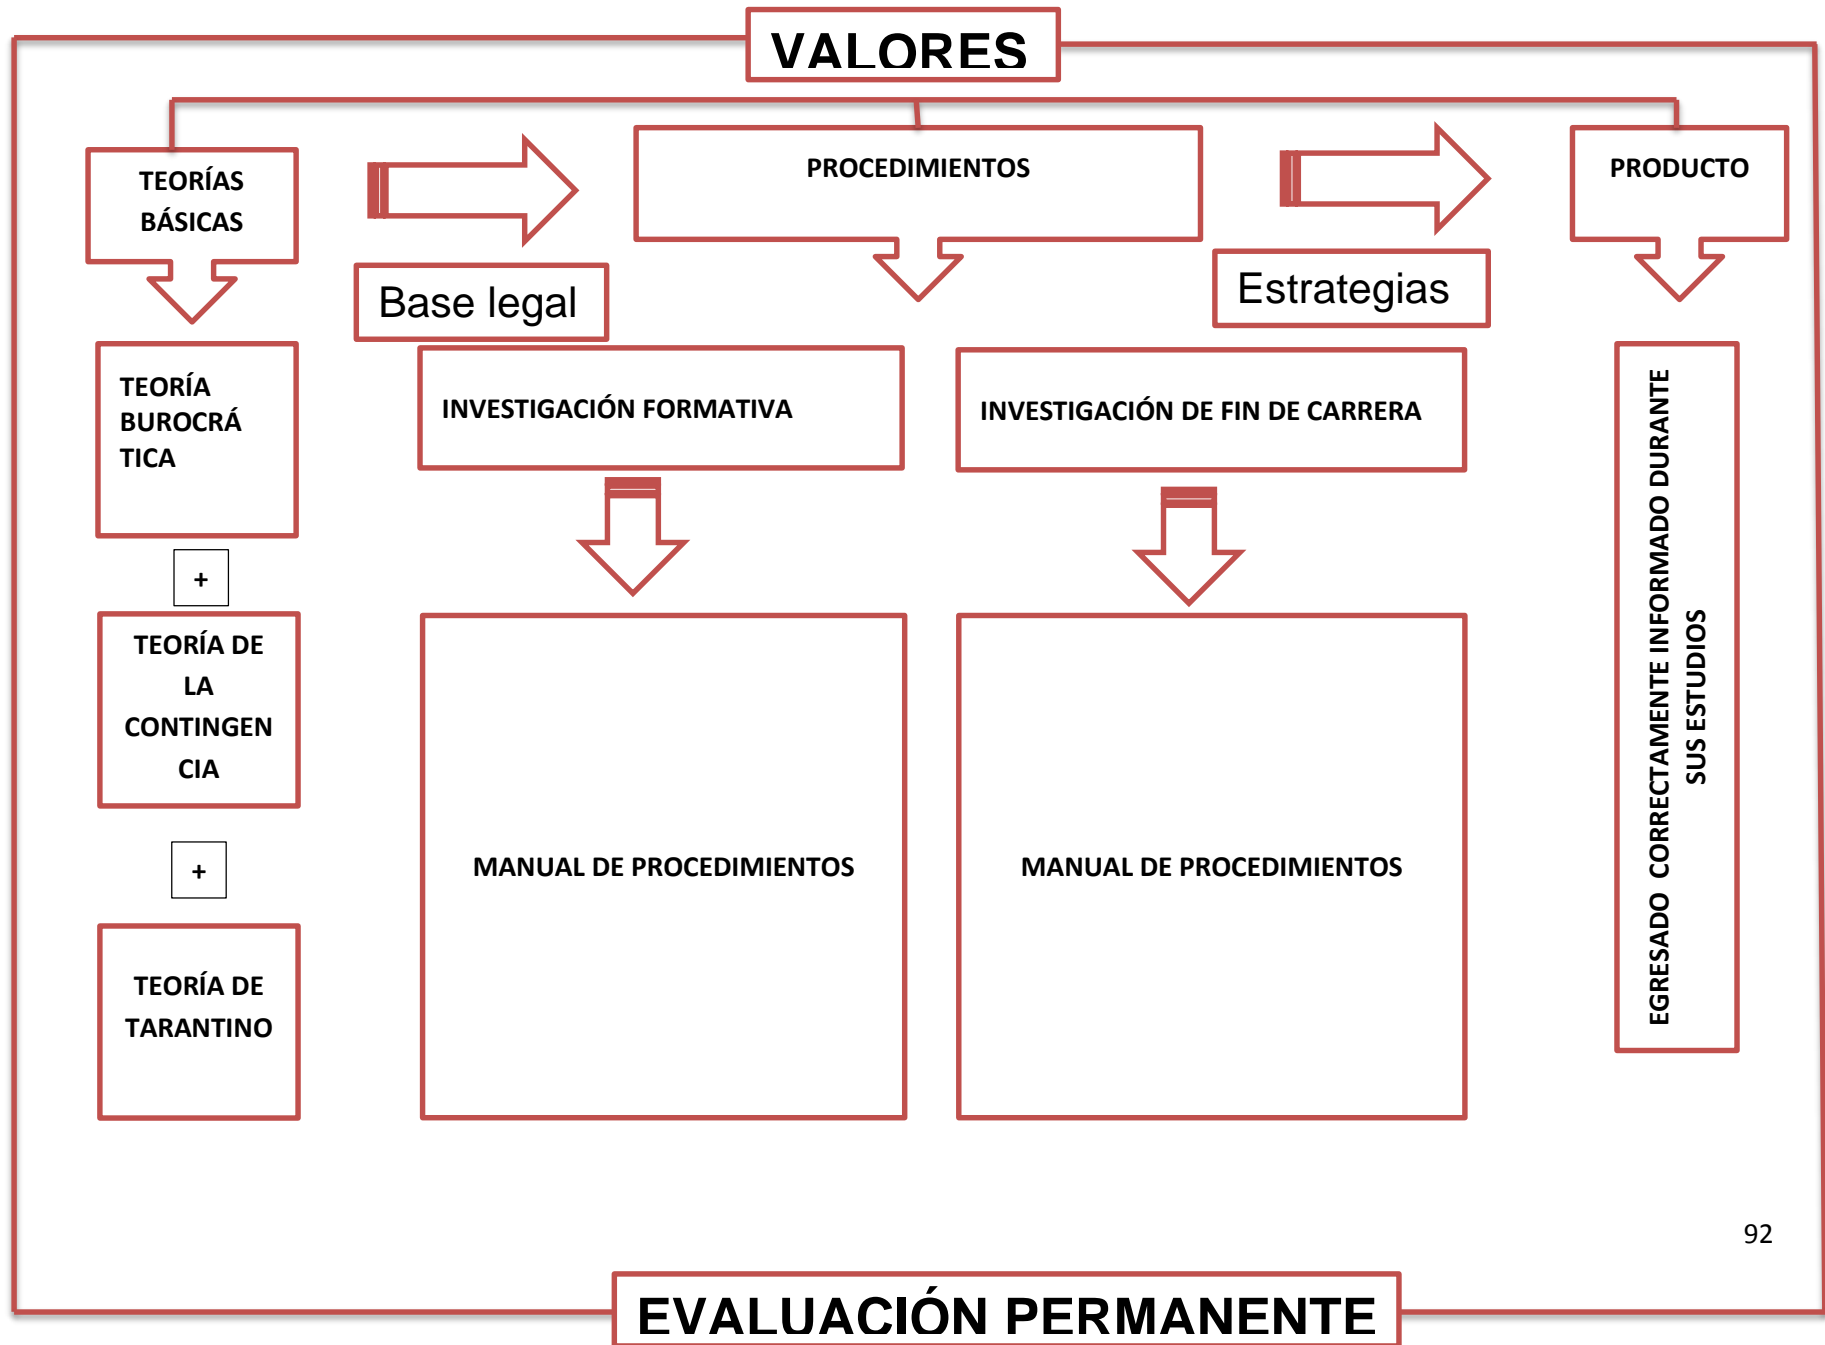 VALORES
TEORÍAS
BÁSICAS
PROCEDIMIENTOS
PRODUCTO
Base legal
Estrategias
TEORÍA
BUROCRÁ
TICA
INVESTIGACIÓN FORMATIVA
INVESTIGACIÓN DE FIN DE CARRERA
+
TEORÍA DE
LA
CONTINGEN
CIA
+
TEORÍA DE
TARANTINO
MANUAL DE PROCEDIMIENTOS
MANUAL DE PROCEDIMIENTOS
EGRESADO CORRECTAMENTE INFORMADO DURANTE
SUS ESTUDIOS
92
EVALUACIÓN PERMANENTE